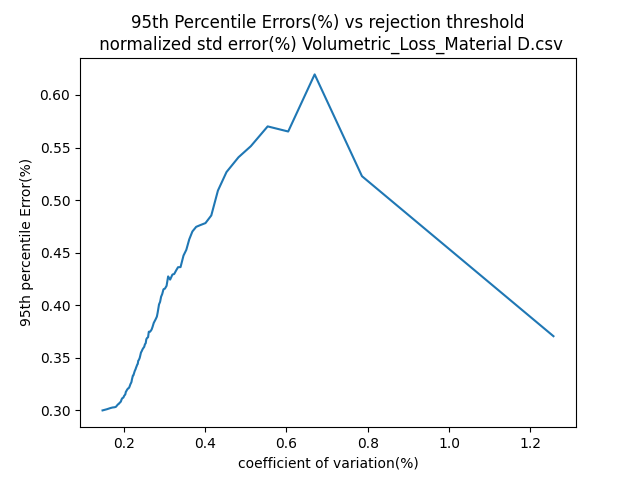 95th Percentile Errors(%) vs rejection threshold
normalized std error(%) Volumetric_Loss_Material D.csv
0.60
0.55
0.50
0.45
0.40
0.35
0.30
95th percentile Error(%)
0.2 0.4 0.6 0.8 1.0 1.2
coefficient of variation(%)